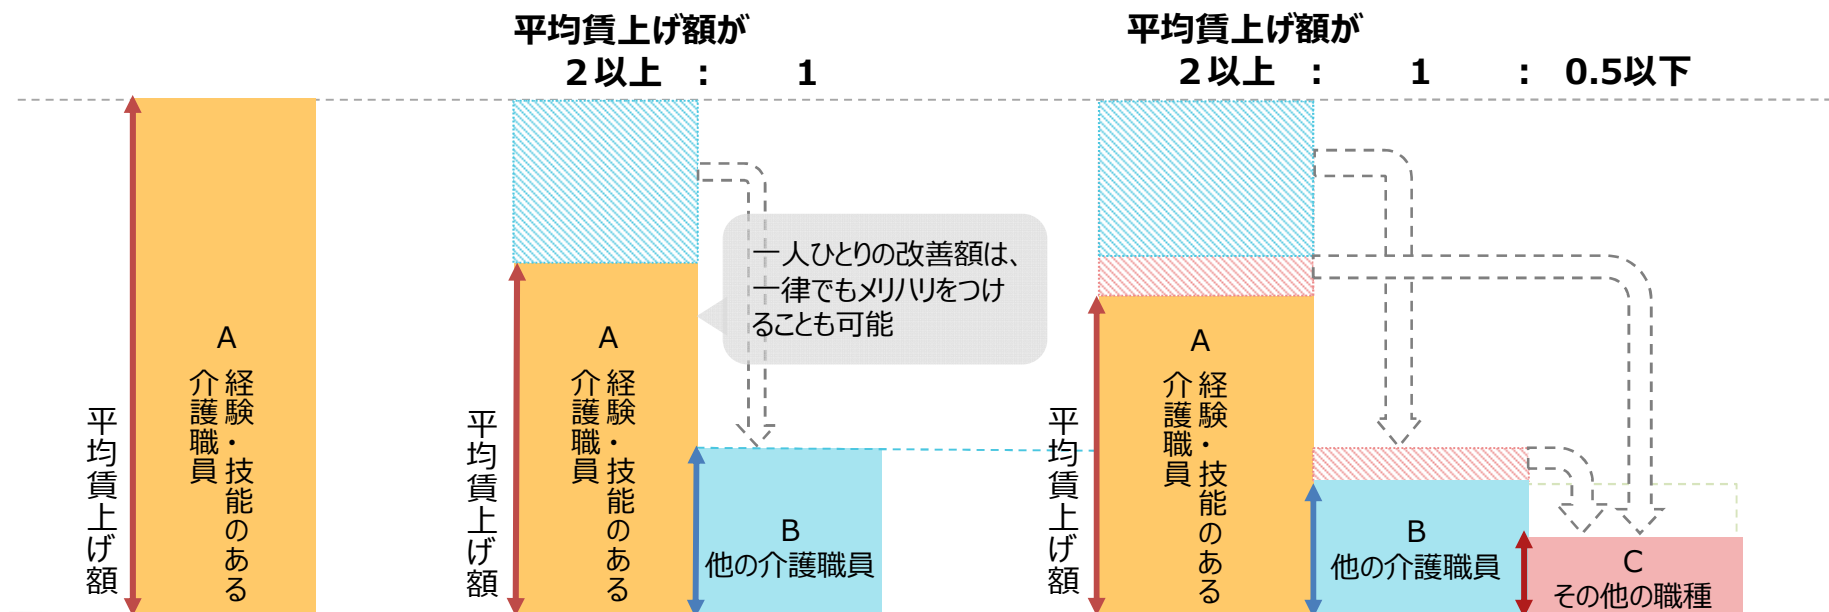 平均賃上げ額が
2以上 : 1
平均賃上げ額が
2以上 : 1 : 0.5以下
平均賃上げ額
A
経験・技能のある
介護職員
平均賃上げ額
A
経験・技能のある
介護職員
一人ひとりの改善額は、
一律でもメリハリをつけ
ることも可能
B
他の介護職員
平均賃上げ額
A
経験・技能のある
介護職員
B
他の介護職員
C
その他の職種